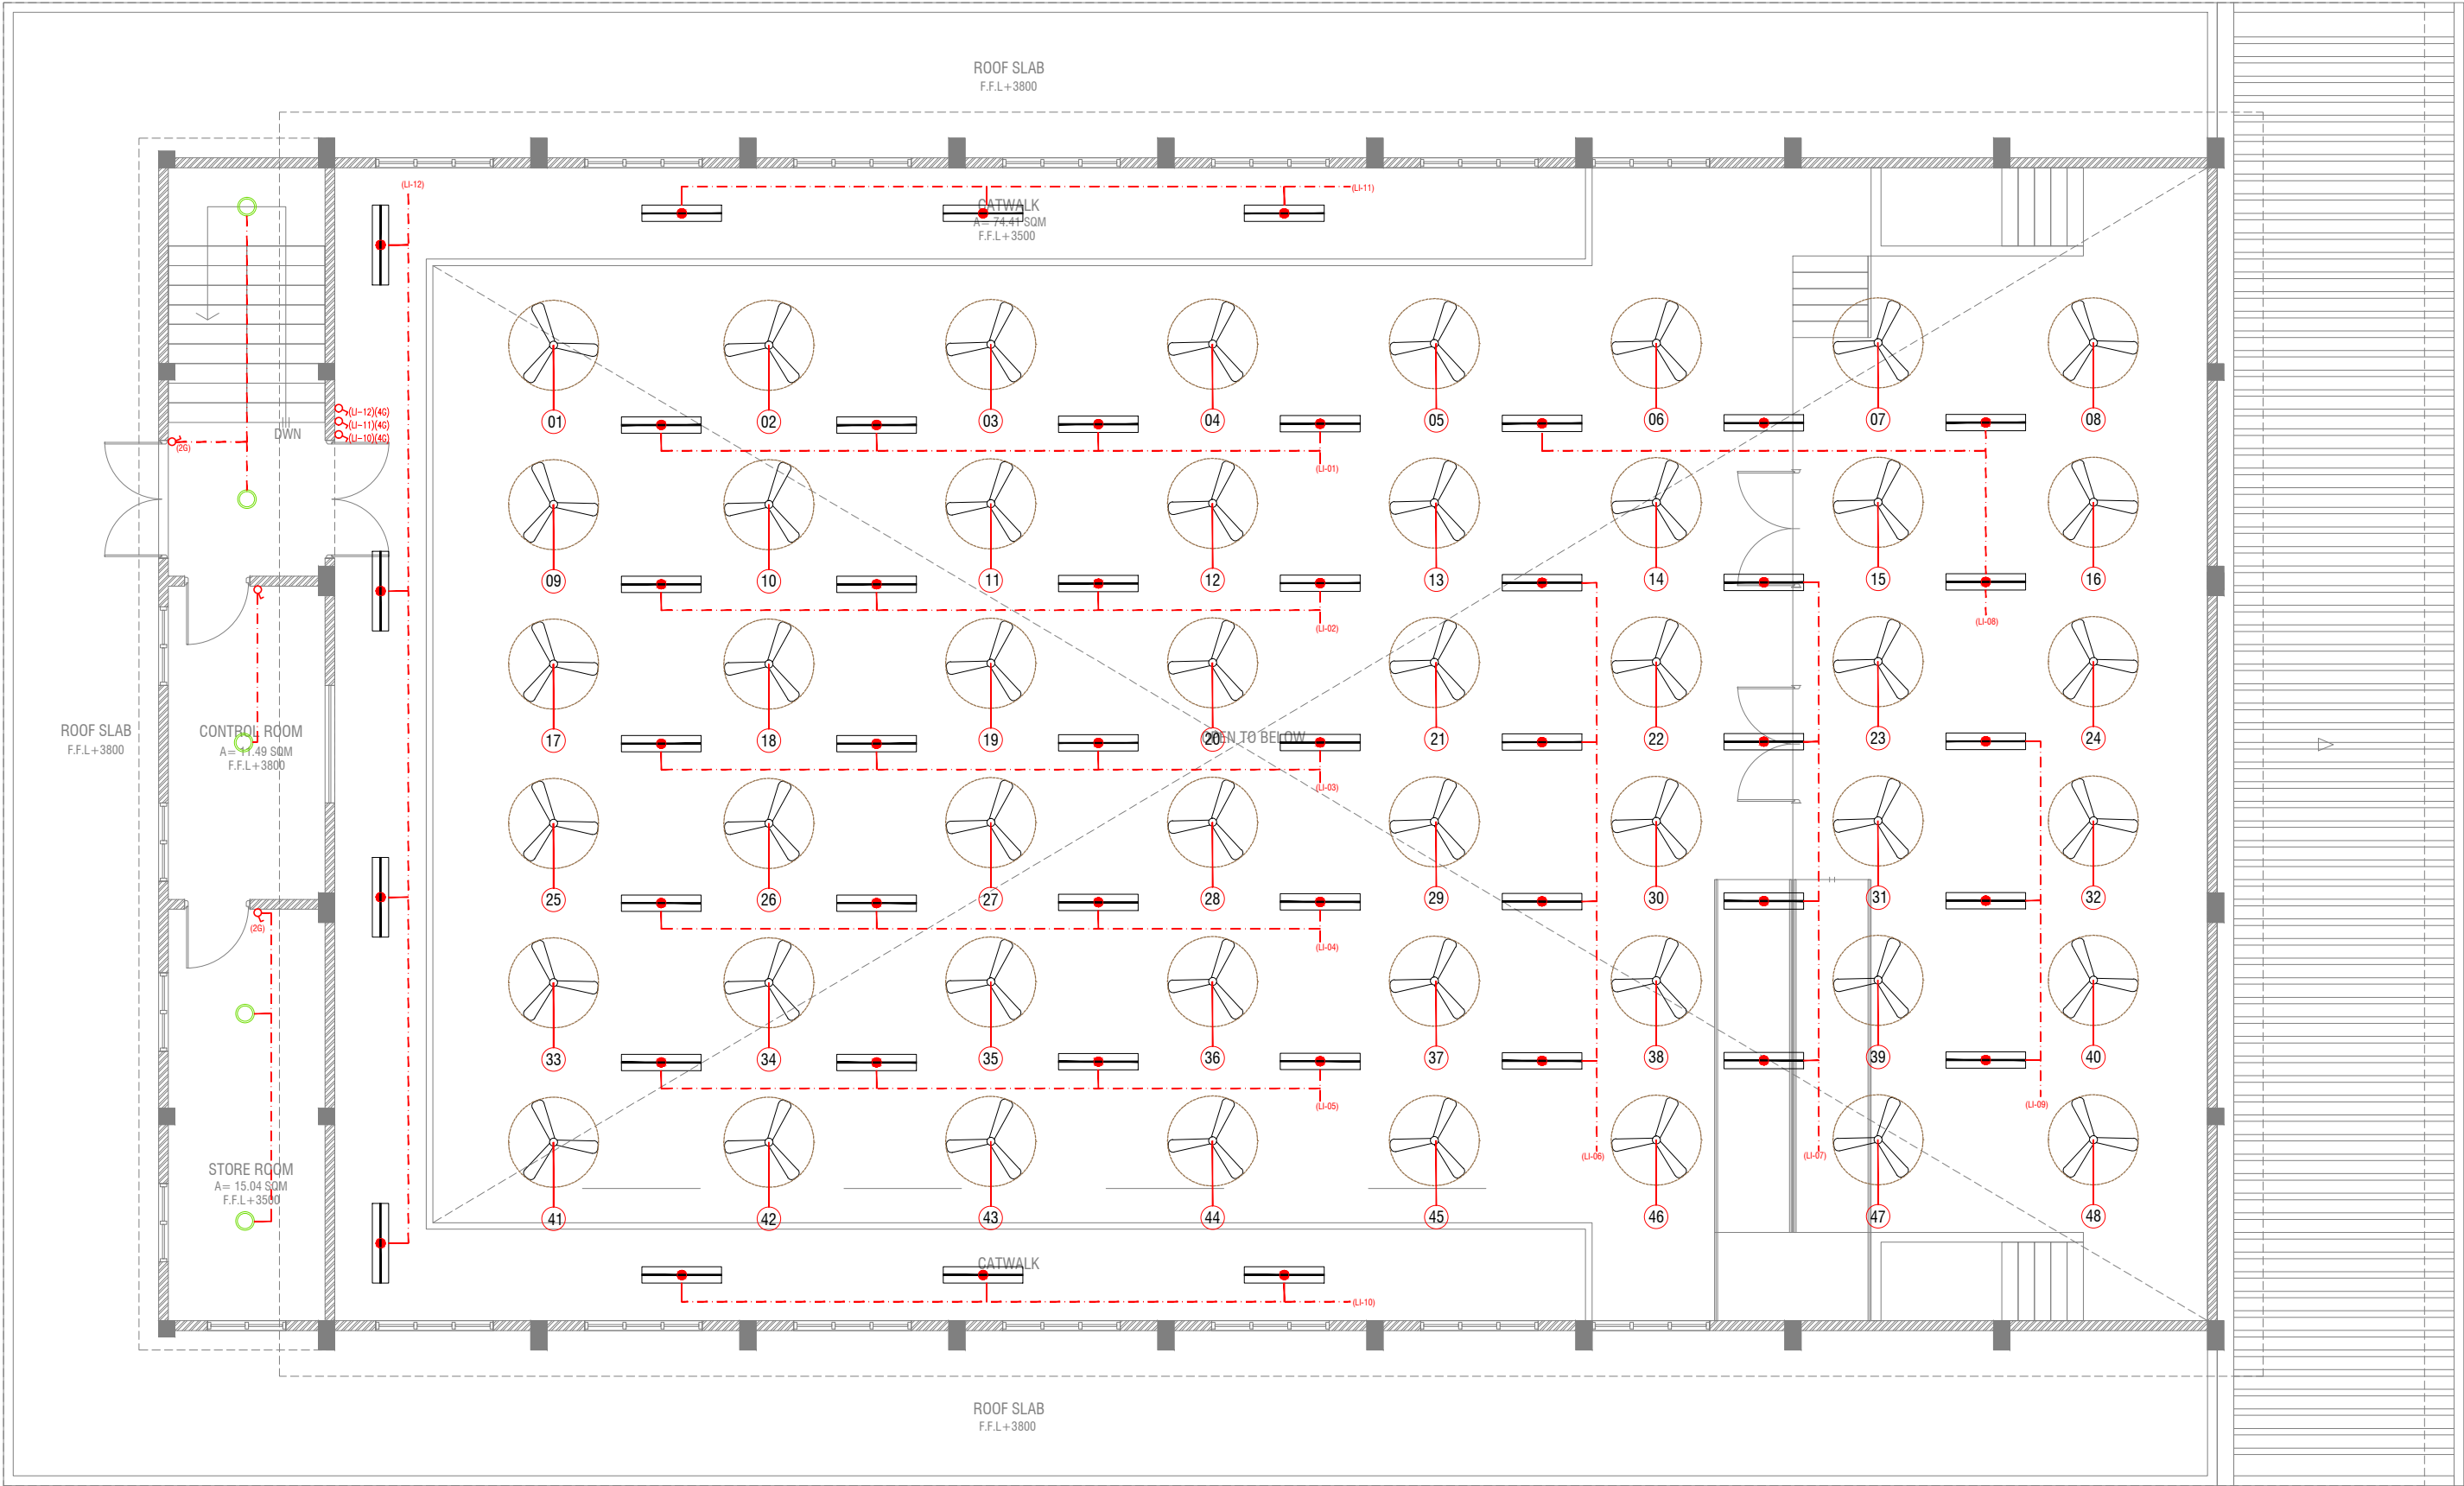 ROOF SLAB
F.F.L+3800
(LI-12)
(LI-11)
CATWALK
A= 74.41 SQM
F.F.L+3500
(LI-12)(4G)
(LI-11)(4G)
(LI-10)(4G)
DWN
(2G)
01
02
03
04
05
06
07
08
(LI-01)
09
10
11
12
13
14
15
16
(LI-02)
(LI-08)
ROOF SLAB
F.F.L+3800
CONTROL ROOM
A= 11.49 SQM
F.F.L+3800
17
18
19
20
OPEN TO BELOW
21
22
23
24
(LI-03)
25
26
27
28
29
30
31
32
(2G)
(LI-04)
33
34
35
36
37
38
39
40
(LI-05)
(LI-09)
(LI-06)
(LI-07)
STORE ROOM
A= 15.04 SQM
F.F.L+3500
41
42
43
44
45
46
47
48
CATWALK
(LI-10)
ROOF SLAB
F.F.L+3800